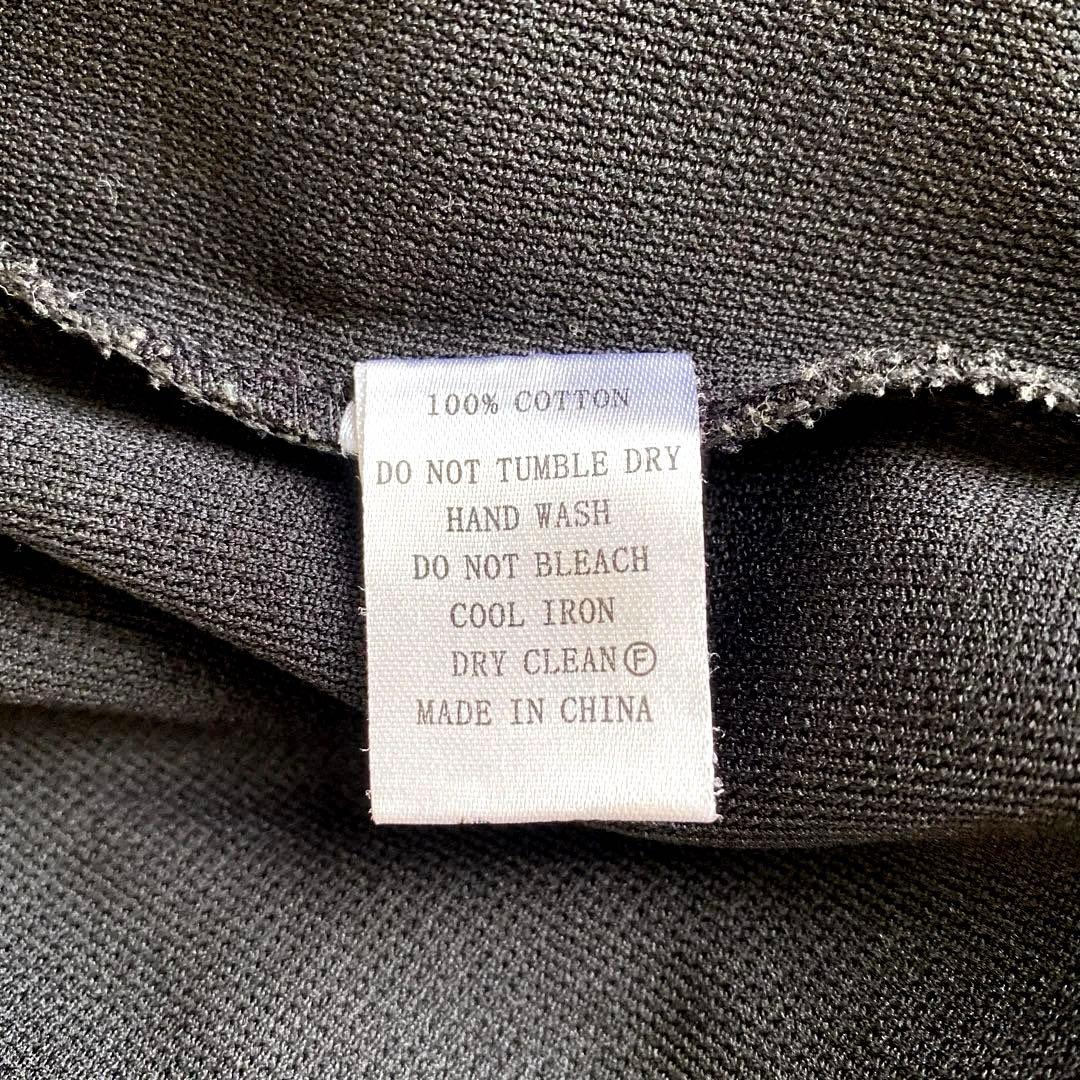 100% COTTON
DO NOT TUMBLE DRY
HAND WASH
DO NOT BLEACH
COOL IRON
DRY CLEAN Ⓕ
MADE IN CHINA